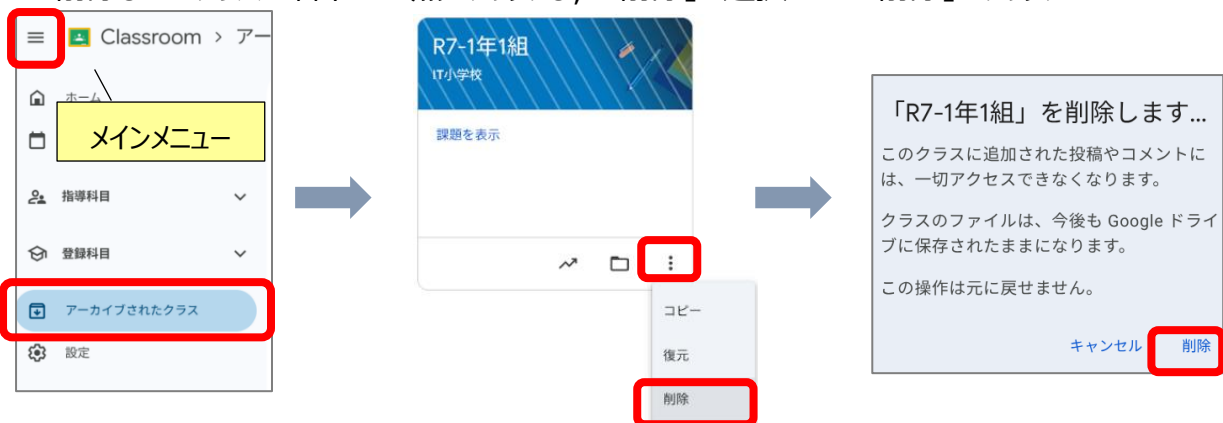 Classroom > アー
ホーム
メインメニュー
指導科目
登録科目
アーカイブされたクラス
設定
R7-1年1組
IT小学校
課題を表示
コピー
復元
削除
「R7-1年1組」を削除します...
このクラスに追加された投稿やコメントに
は、一切アクセスできなくなります。
クラスのファイルは、今後も Google ドライ
ブに保存されたままになります。
この操作は元に戻せません。
キャンセル 削除